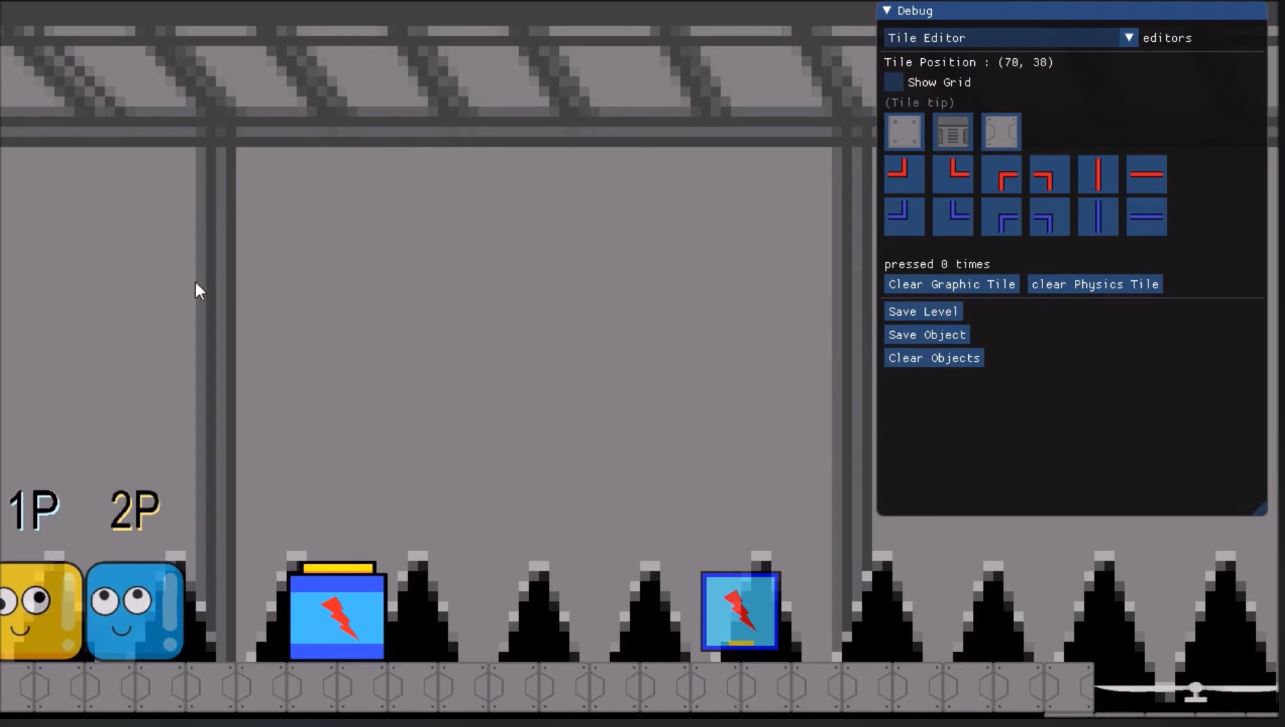 Debug
Tile Editor editors
Tile Position : (70, 38)
Show Grid
(Tile tip)
pressed 0 times
Clear Graphic Tile clear Physics Tile
Save Level
Save Object
Clear Objects
1P 2P